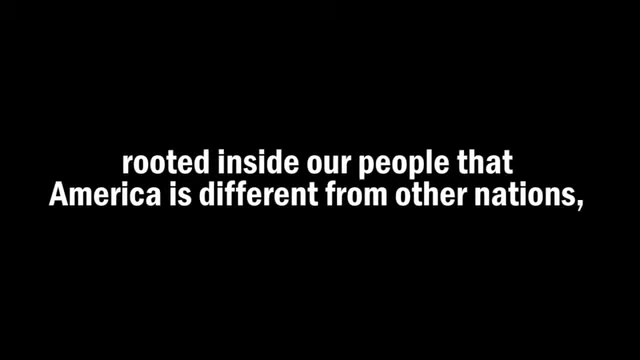 rooted inside our people that
America is different from other nations,